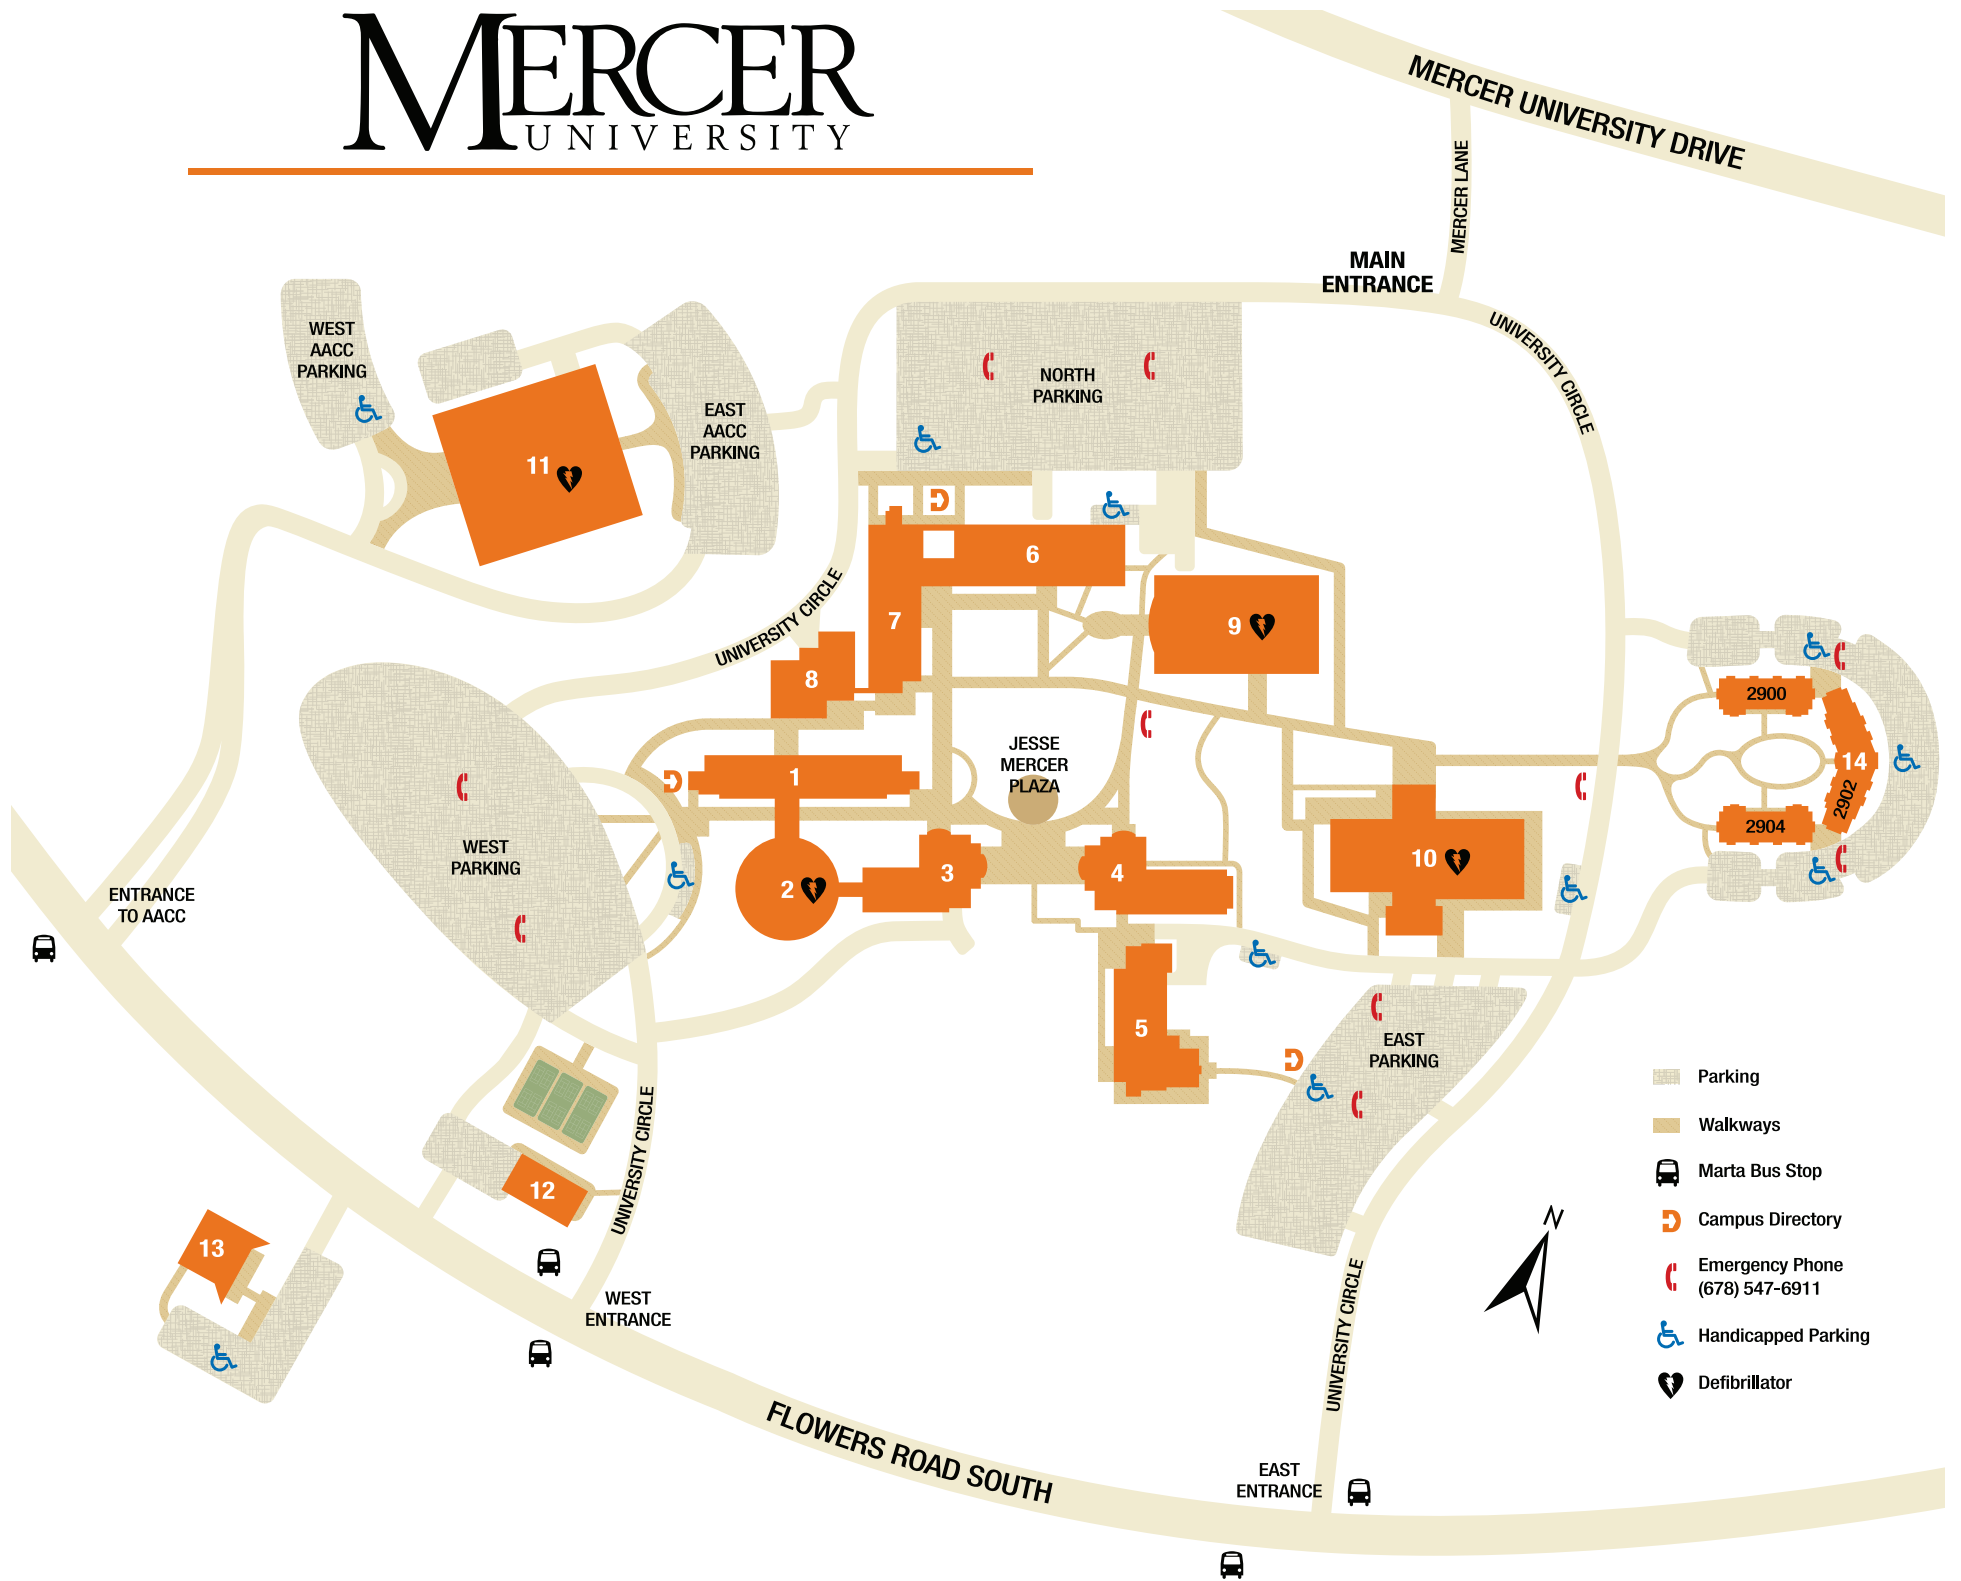 MERCER
UNIVERSITY
MERCER UNIVERSITY DRIVE
MERCER LANE
MAIN
ENTRANCE
UNIVERSITY CIRCLE
WEST
AACC
PARKING
NORTH
PARKING
EAST
AACC
PARKING
11
6
UNIVERSITY CIRCLE
7
9
8
2900
JESSE
MERCER
PLAZA
14
1
2902
2904
WEST
PARKING
10
3
4
2
ENTRANCE
TO AACC
5
EAST
PARKING
Parking
UNIVERSITY CIRCLE
Walkways
Marta Bus Stop
12
Campus Directory
N
13
Emergency Phone
(678) 547-6911
WEST
ENTRANCE
UNIVERSITY CIRCLE
Handicapped Parking
Defibrillator
FLOWERS ROAD SOUTH
EAST
ENTRANCE